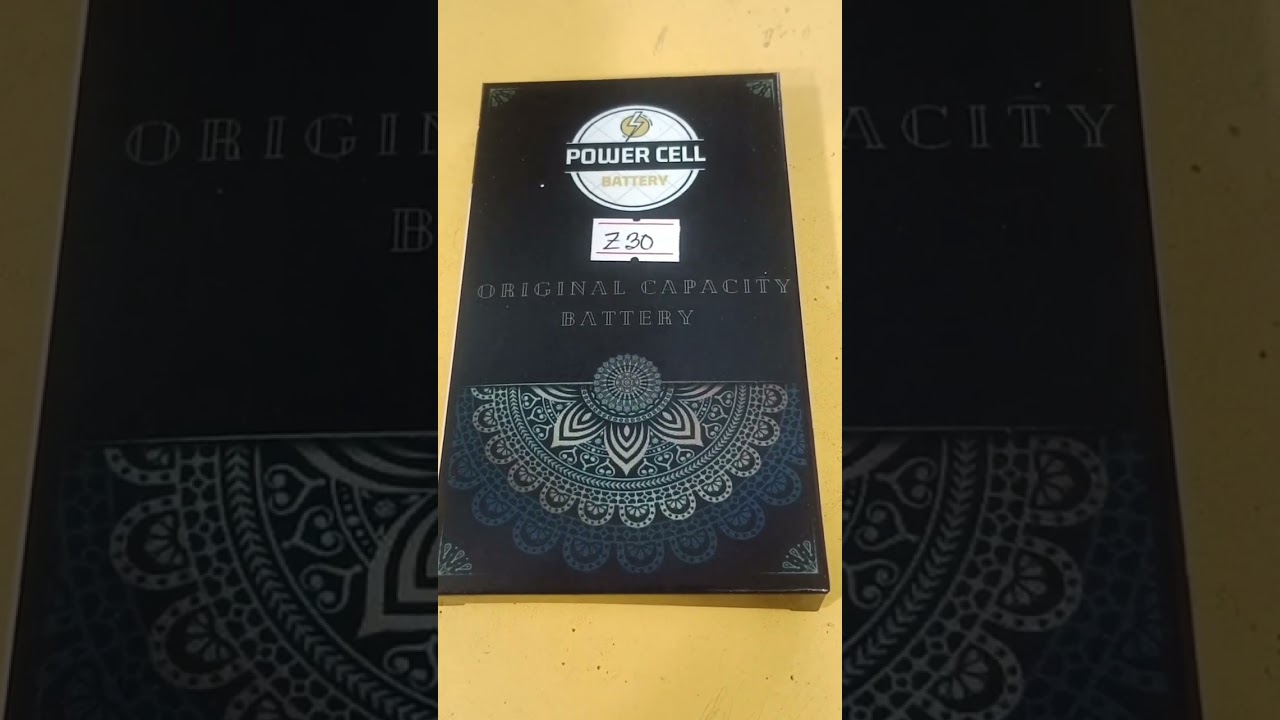 POWER CELL
BATTERY
Z30
ORIGINAL CAPACITY
BATTERY